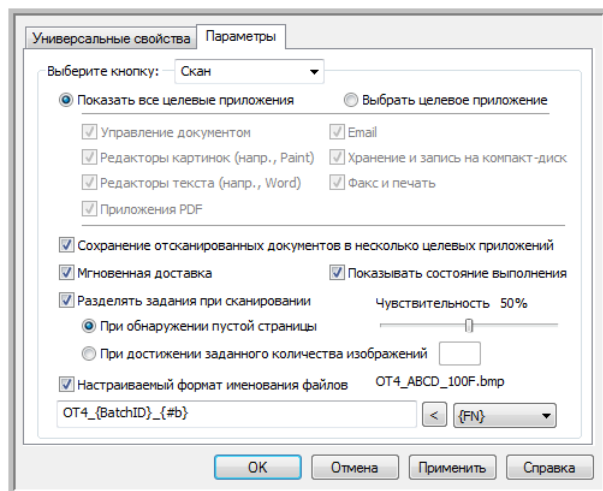 Универсальные свойства Параметры
Выберите кнопку: Скан
Показать все целевые приложения Выбрать целевое приложение
Управление документом Email
Редакторы картинок (напр., Paint) Хранение и запись на компакт-диск
Редакторы текста (напр., Word) Факс и печать
Приложения PDF
Сохранение отсканированных документов в несколько целевых приложений
Мгновенная доставка Показывать состояние выполнения
Разделять задания при сканировании Чувствительность 50%
При обнаружении пустой страницы
При достижении заданного количества изображений
Настраиваемый формат именования файлов OT4_ABCD_100F.bmp
OT4_{BatchID}_{#b} < {FN}
OK Отмена Применить Справка